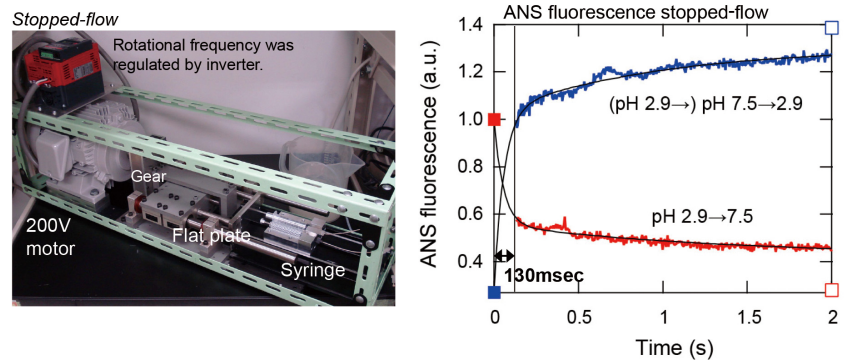 Stopped-flow
Rotational frequency was
regulated by inverter.
Gear
200V
motor
Flat plate
Syringe
ANS fluorescence stopped-flow
ANS fluorescence (a.u.)
1.4
1.2
1.0
0.8
0.6
0.4
(pH 2.9→) pH 7.5→2.9
pH 2.9→7.5
130msec
0
0.5
1
1.5
2
Time (s)